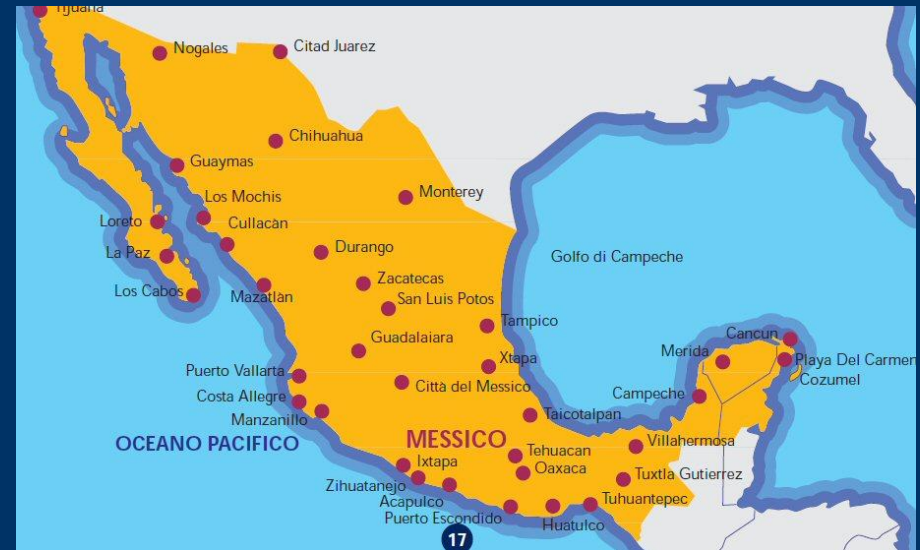 Tijuana
Nogales
Citad Juarez
Chihuahua
Guaymas
Monterey
Los Mochis
Loreto
Cullacàn
Durango
La Paz
Golfo di Campeche
Zacatecas
Los Cabos
Mazatlàn
San Luis Potos
Tampico
Cancun
Guadalaiara
Merida
Xtapa
Playa Del Carmen
Puerto Vallarta
Cozumel
Città del Messico
Costa Allegre
Campeche
Manzanillo
Taicotalpan
OCEANO PACIFICO
MESSICO
Villahermosa
Tehuacan
Ixtapa
Oaxaca
Tuxtla Gutierrez
Zihuatanejo
Acapulco
Tuhuantepec
Puerto Escondido
Huatulco
17